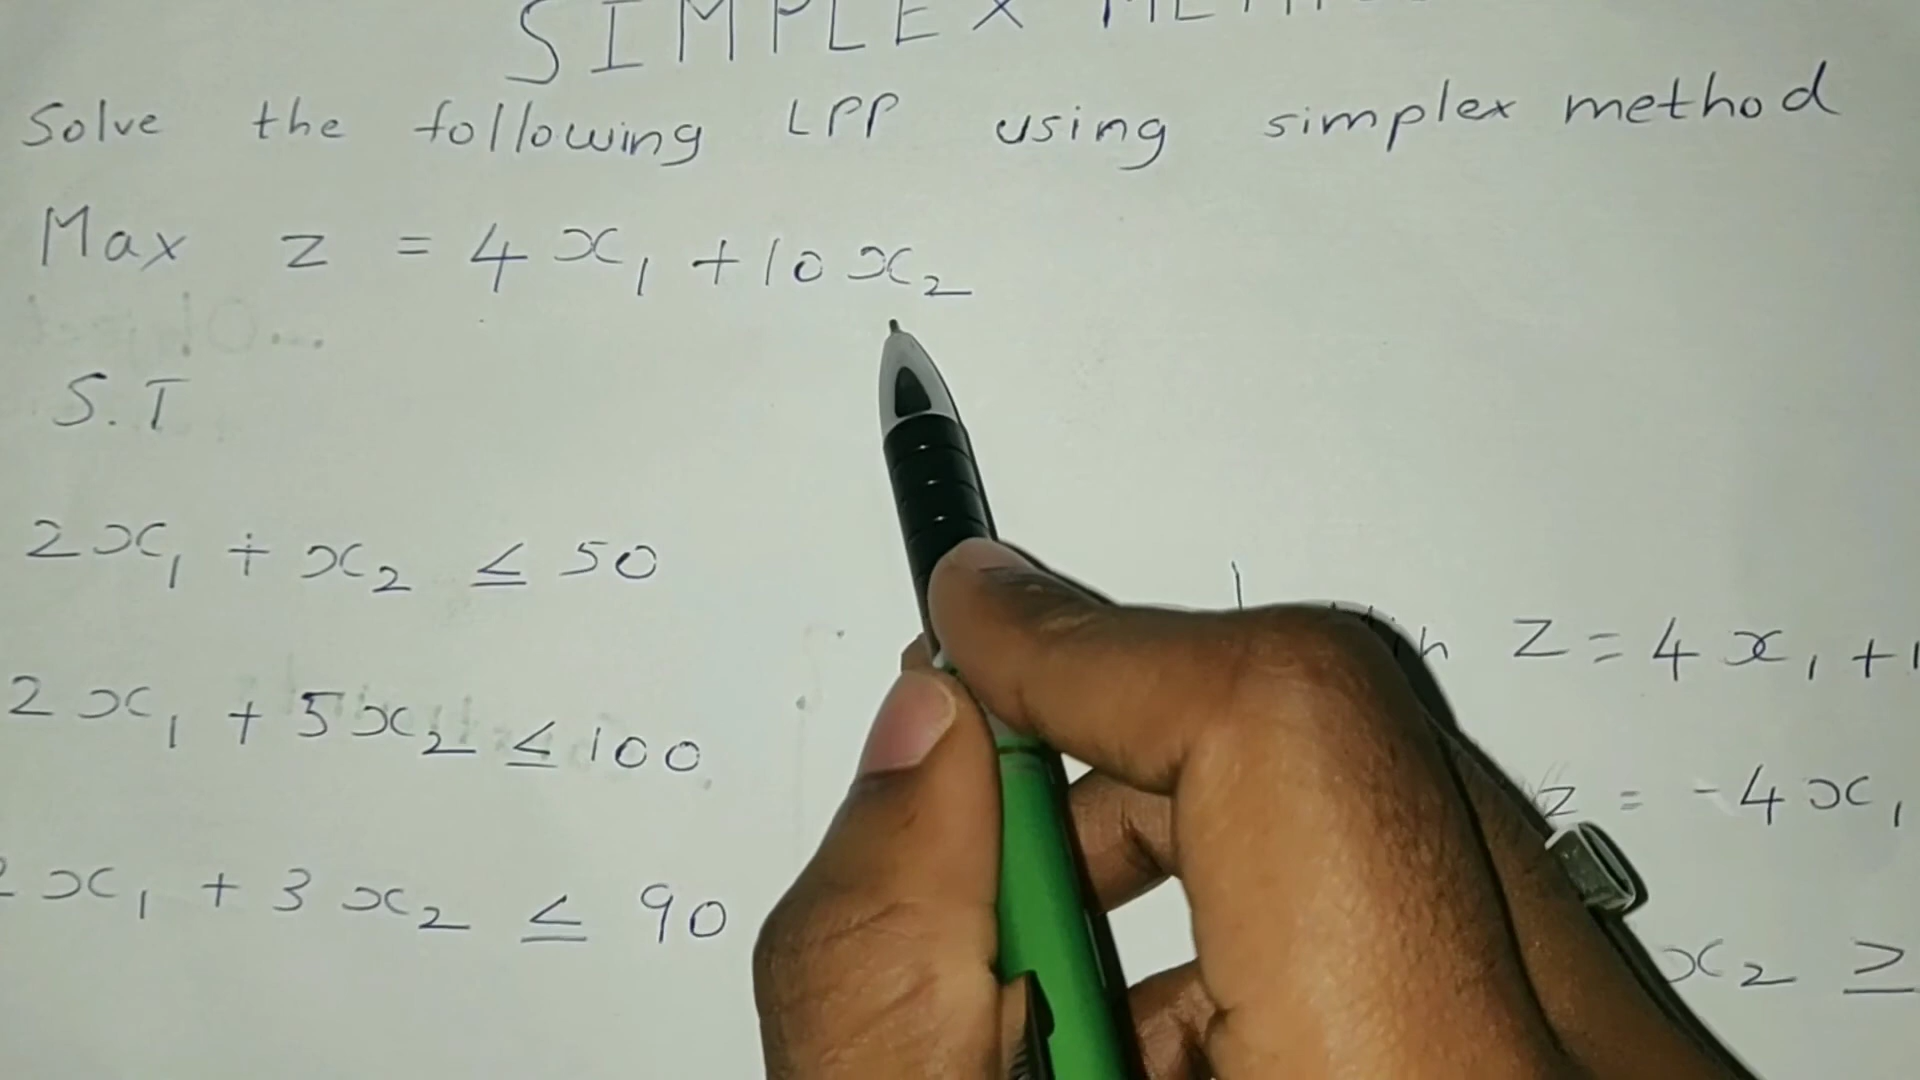 SIMPLEX
Solve the following LPP using simplex method
Max z = 4x₁ + 10x₂
S.T
2x₁ + x₂ ≤ 50
2x₁ + 5x₂ ≤ 100
2x₁ + 3x₂ ≤ 90
Z = 4x₁ +
z = -4x₁
x₂ ≥